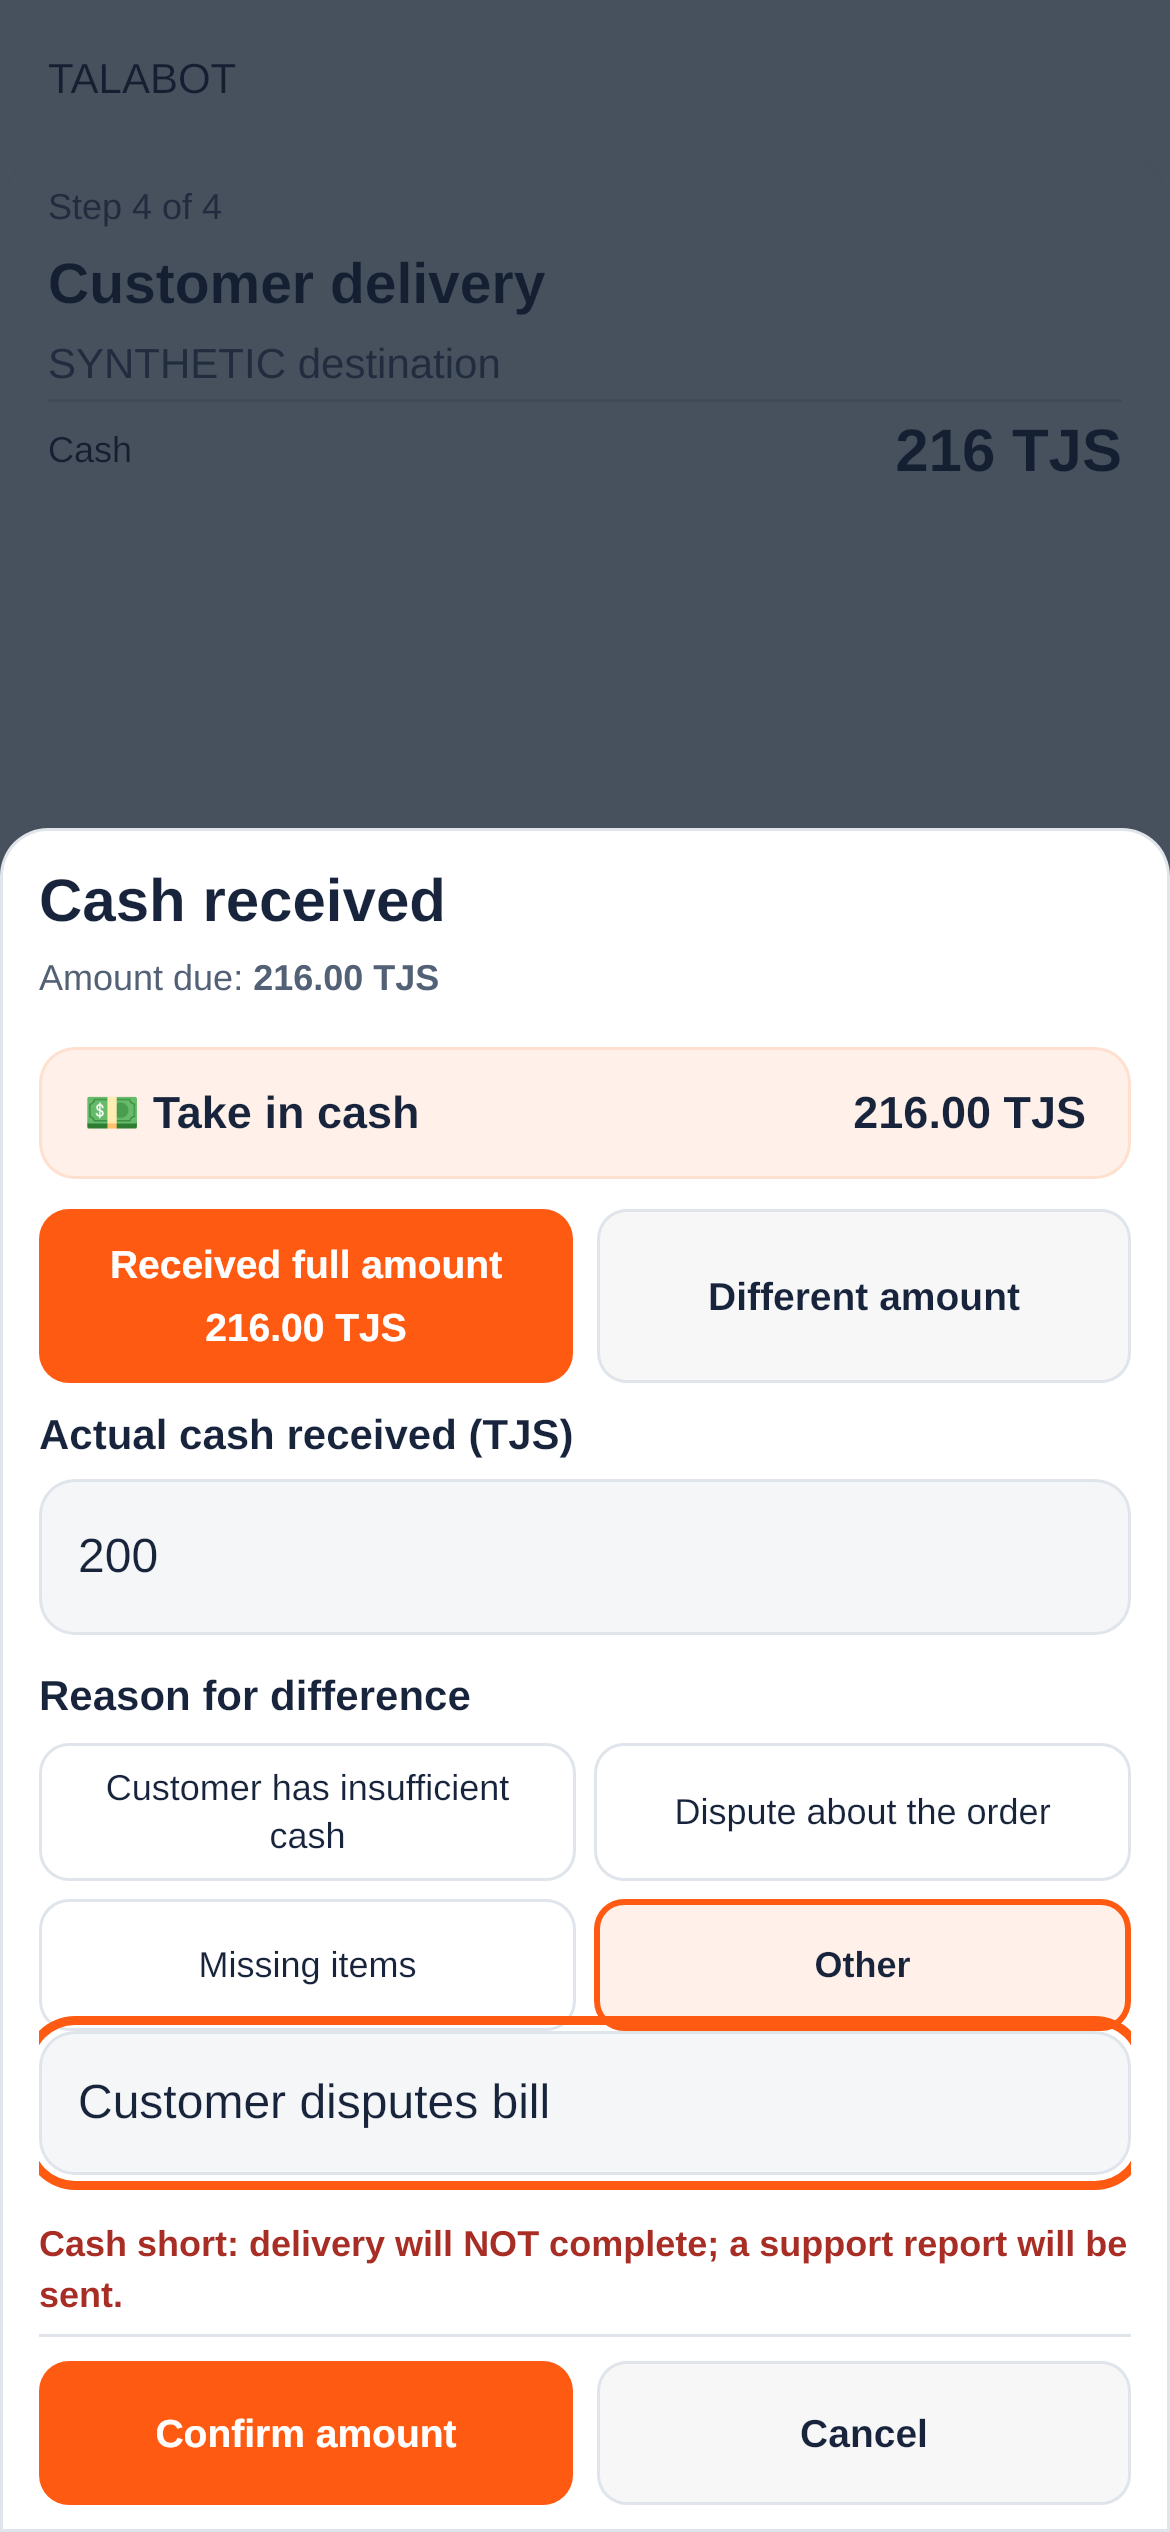 TALABOT
Step 4 of 4
Customer delivery
SYNTHETIC destination
Cash
216 TJS
Cash received
Amount due: 216.00 TJS
💵 Take in cash
216.00 TJS
Received full amount
216.00 TJS
Different amount
Actual cash received (TJS)
200
Reason for difference
Customer has insufficient
cash
Dispute about the order
Missing items
Other
Customer disputes bill
Cash short: delivery will NOT complete; a support report will be
sent.
Confirm amount
Cancel